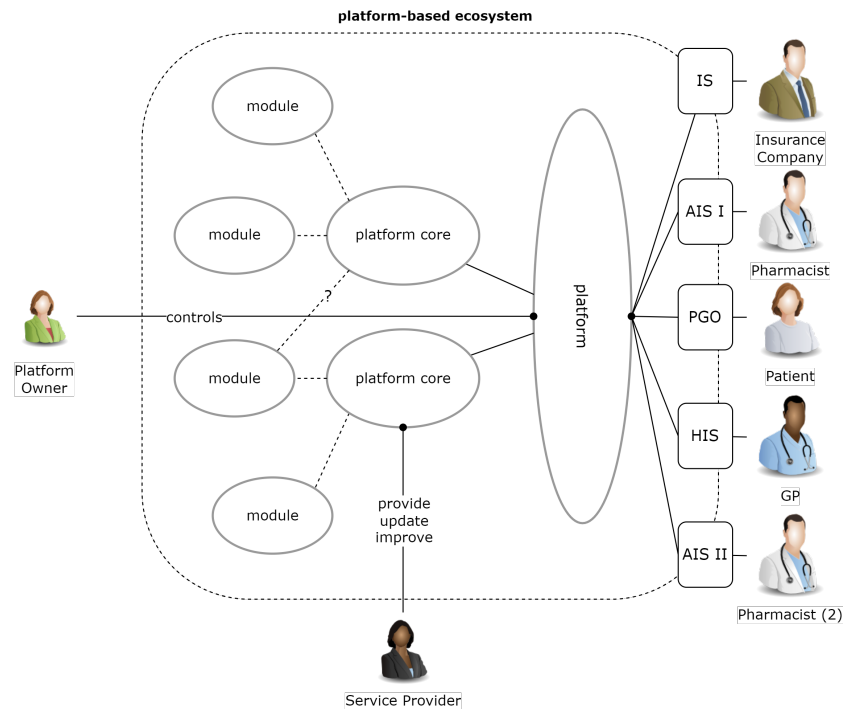 platform-based ecosystem
IS
module
Insurance
Company
AIS I
module
platform core
Pharmacist
?
platform
controls
PGO
Platform
Owner
module
platform core
Patient
HIS
GP
module
provide
update
improve
AIS II
Pharmacist (2)
Service Provider